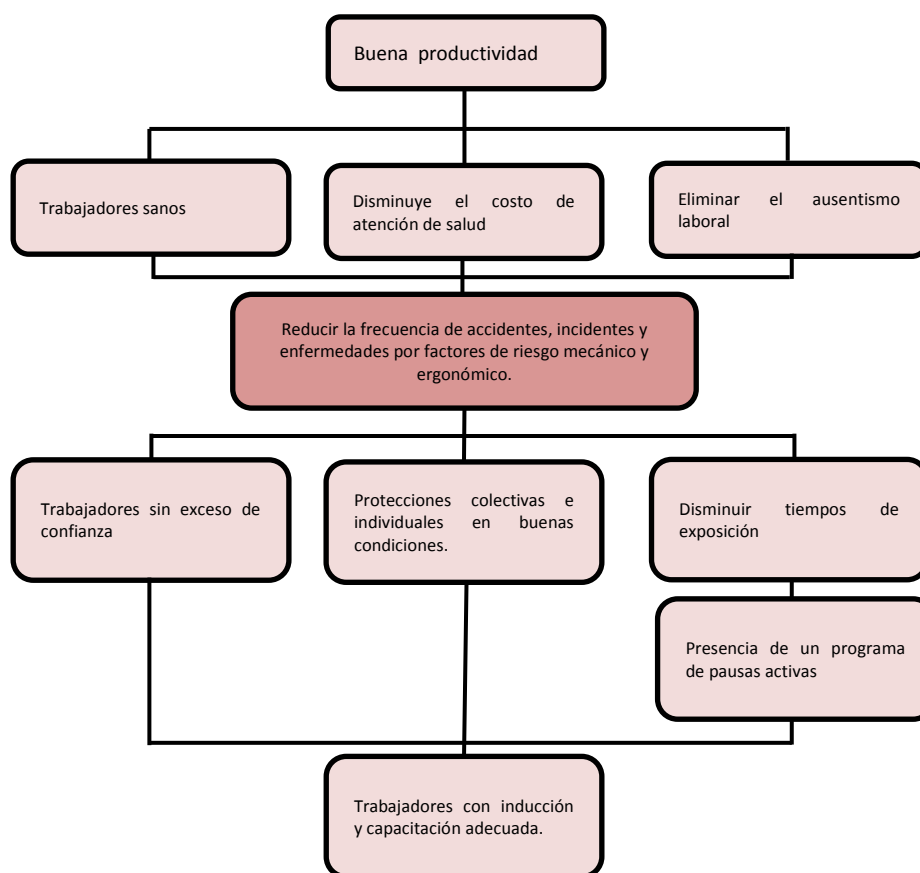 Buena productividad
Trabajadores sanos
Disminuye el costo de
atención de salud
Eliminar el ausentismo
laboral
Reducir la frecuencia de accidentes, incidentes y
enfermedades por factores de riesgo mecánico y
ergonómico.
Trabajadores sin exceso de
confianza
Protecciones colectivas e
individuales en buenas
condiciones.
Disminuir tiempos de
exposición
Presencia de un programa
de pausas activas
Trabajadores con inducción
y capacitación adecuada.